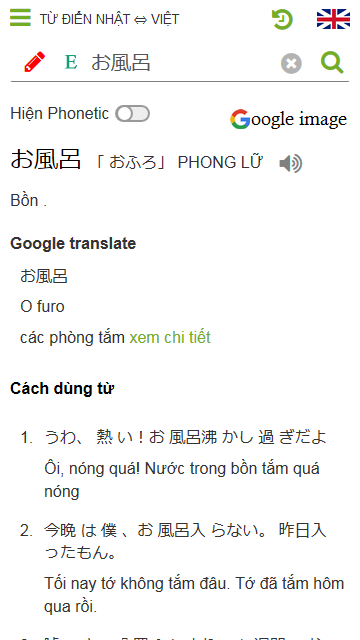 TỪ ĐIỂN NHẬT ⇔ VIỆT
E お風呂
Hiện Phonetic
Google image
お風呂 「 おふろ」 PHONG LỮ
Bồn .
Google translate
お風呂
O furo
các phòng tắm xem chi tiết
Cách dùng từ
1. うわ、 熱 い！お 風呂沸 かし 過 ぎだよ
Ôi, nóng quá! Nước trong bồn tắm quá
nóng
2. 今晩 は 僕 、お 風呂入 らない。 昨日入
ったもん。
Tối nay tớ không tắm đâu. Tớ đã tắm hôm
qua rồi.